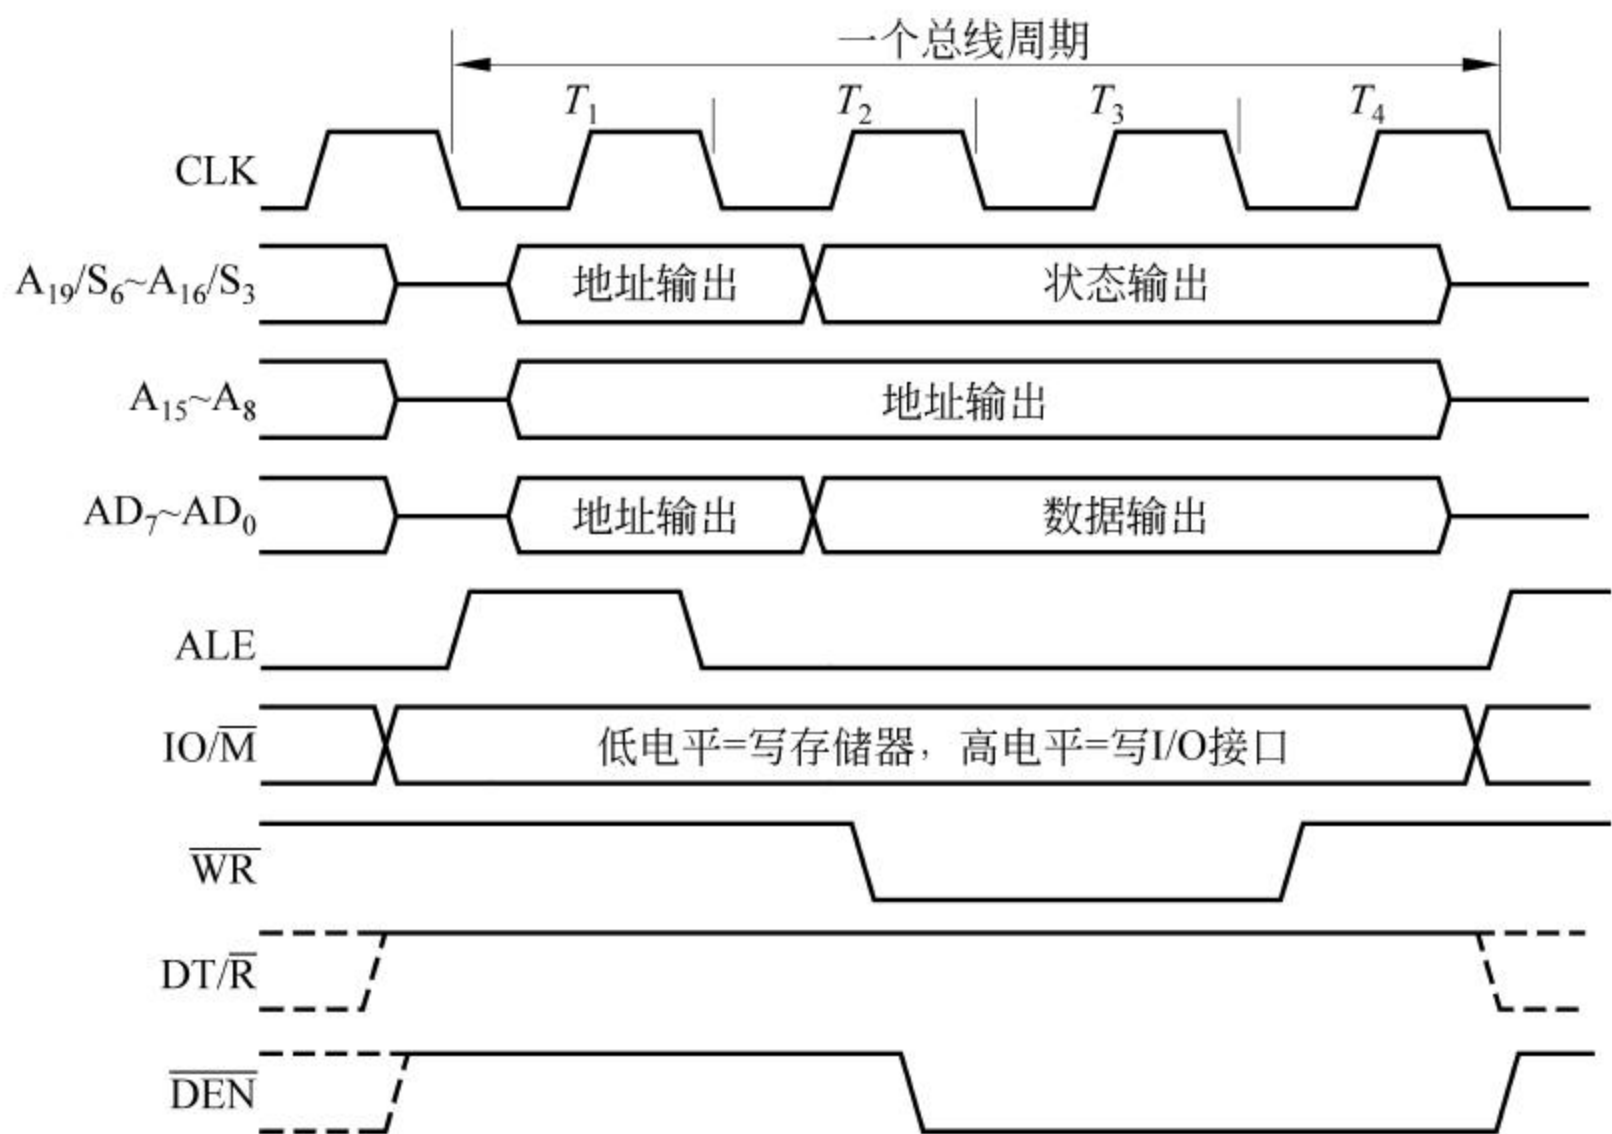 一个总线周期
T₁ T₂ T₃ T₄
CLK
A₁₉/S₆~A₁₆/S₃ 地址输出 状态输出
A₁₅~A₈ 地址输出
AD₇~AD₀ 地址输出 数据输出
ALE
IO/M̅ 低电平=写存储器，高电平=写I/O接口
W̅R̅
DT/R̅
D̅E̅N̅